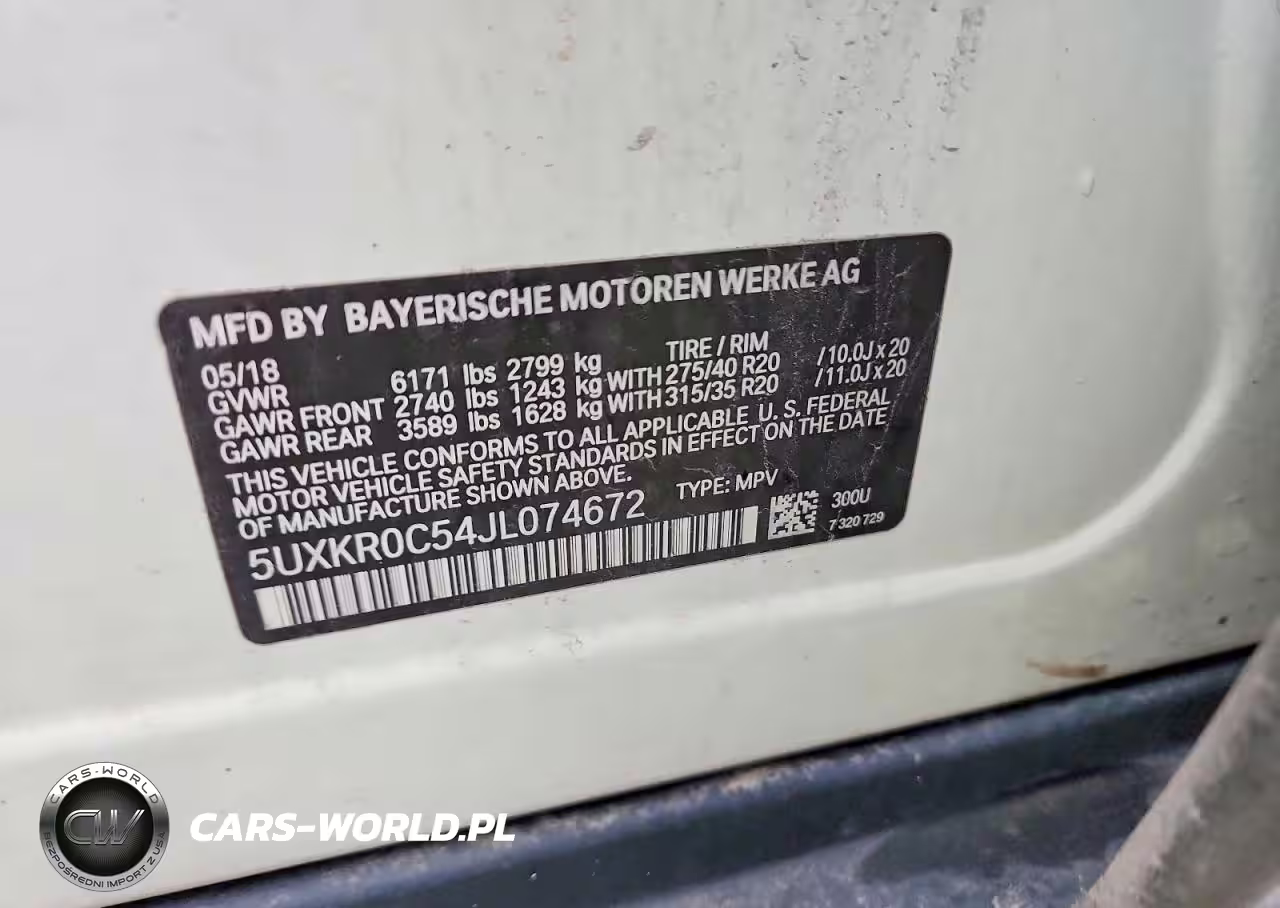 MFD BY BAYERISCHE MOTOREN WERKE AG
05/18 TIRE / RIM
GVWR 6171 lbs 2799 kg
GAWR FRONT 2740 lbs 1243 kg WITH 275/40 R20 /10.0J x 20
GAWR REAR 3589 lbs 1628 kg WITH 315/35 R20 /11.0J x 20
THIS VEHICLE CONFORMS TO ALL APPLICABLE U. S. FEDERAL
MOTOR VEHICLE SAFETY STANDARDS IN EFFECT ON THE DATE
OF MANUFACTURE SHOWN ABOVE.
5UXKR0C54JL074672 TYPE: MPV
300U
7 320 729
CARS-WORLD
CW
BEZPOŚREDNI IMPORT Z USA
CARS-WORLD.PL